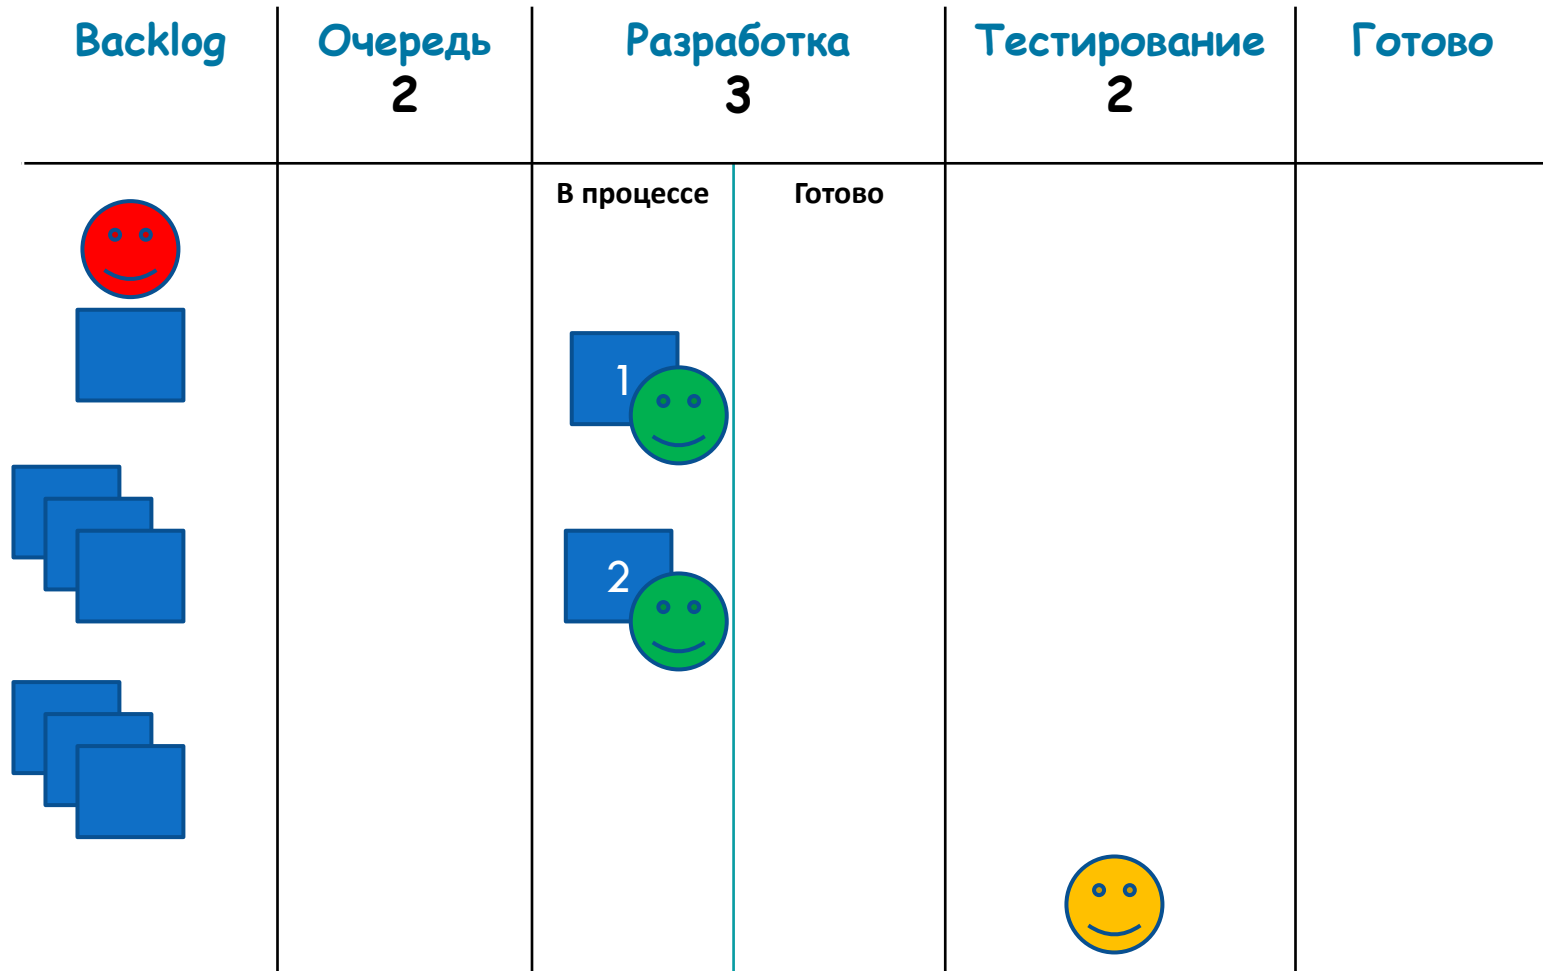 Backlog
Очередь
2
Разработка
3
Тестирование
2
Готово
В процессе
Готово
1
2